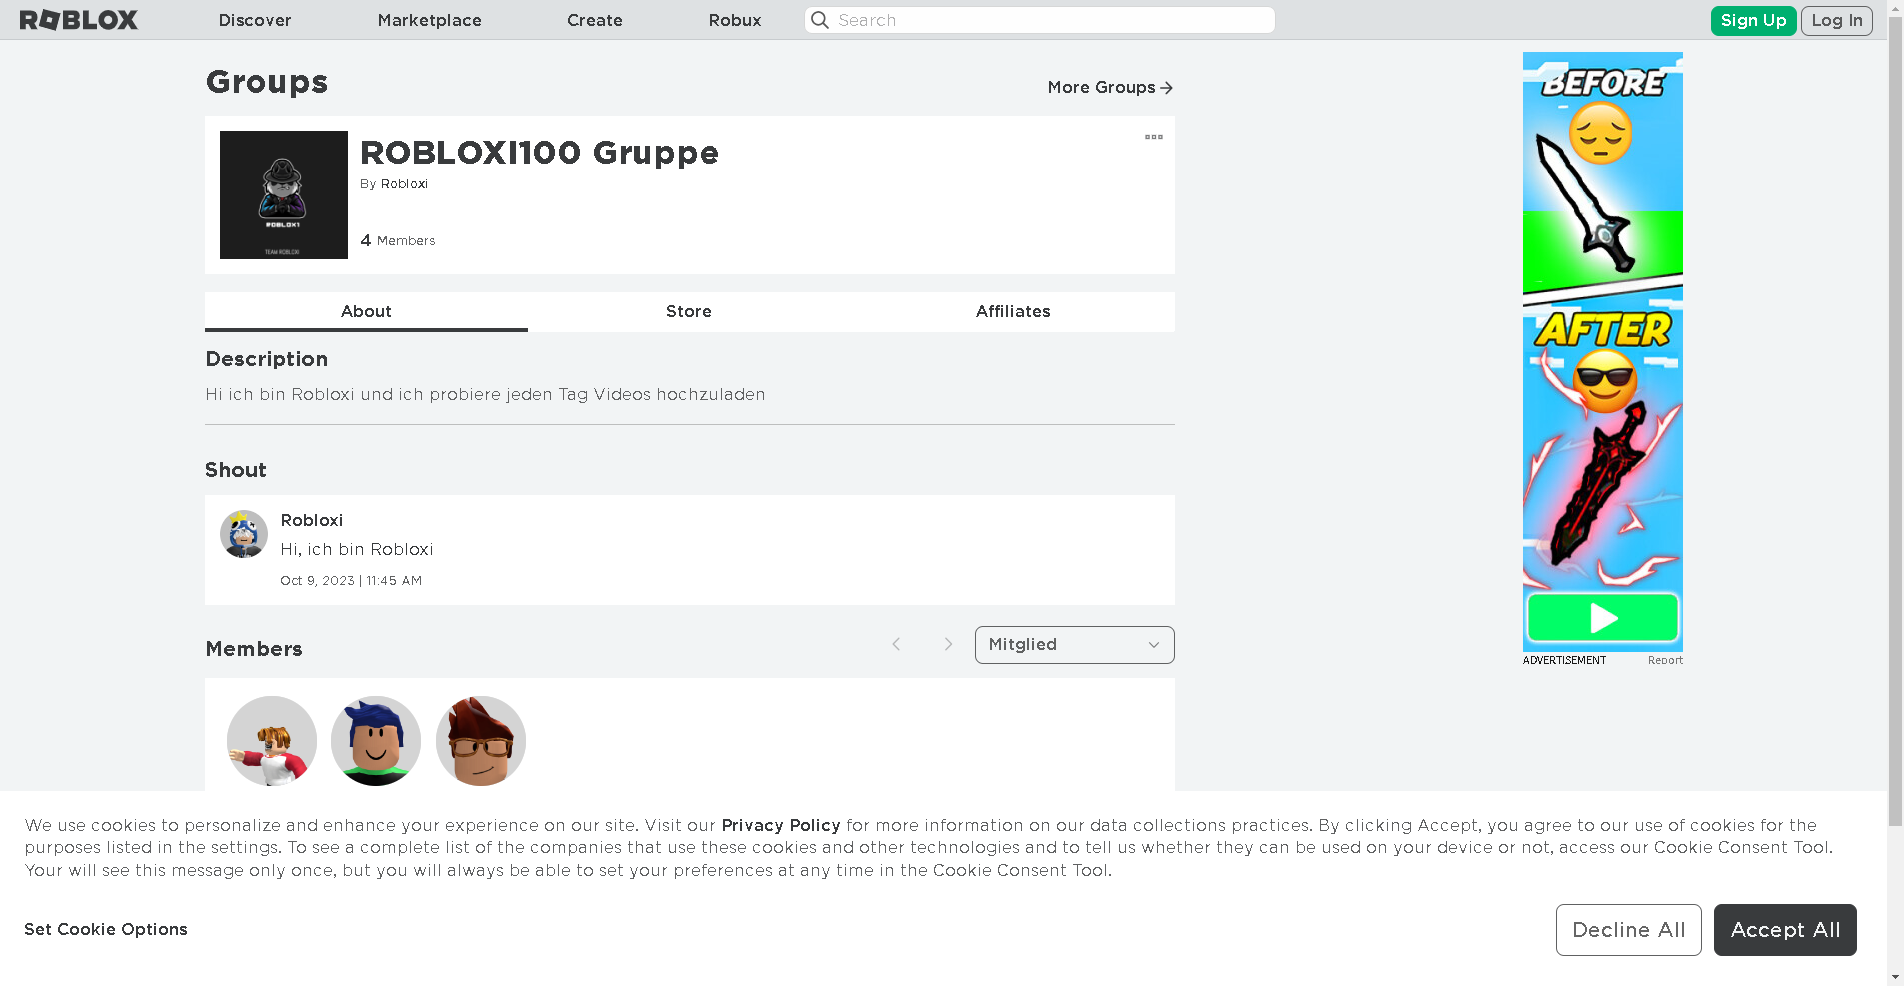 ROBLOX
Discover
Marketplace
Create
Robux
Search
Sign Up
Log In
Groups
More Groups
ROBLOXI100 Gruppe
By Robloxi
4 Members
ROBLOX1
TEAM ROBLOXI
About
Store
Affiliates
Description
Hi ich bin Robloxi und ich probiere jeden Tag Videos hochzuladen
Shout
Robloxi
Hi, ich bin Robloxi
Oct 9, 2023 | 11:45 AM
Members
Mitglied
BEFORE
AFTER
ADVERTISEMENT
Report
We use cookies to personalize and enhance your experience on our site. Visit our Privacy Policy for more information on our data collections practices. By clicking Accept, you agree to our use of cookies for the
purposes listed in the settings. To see a complete list of the companies that use these cookies and other technologies and to tell us whether they can be used on your device or not, access our Cookie Consent Tool.
Your will see this message only once, but you will always be able to set your preferences at any time in the Cookie Consent Tool.
Set Cookie Options
Decline All
Accept All